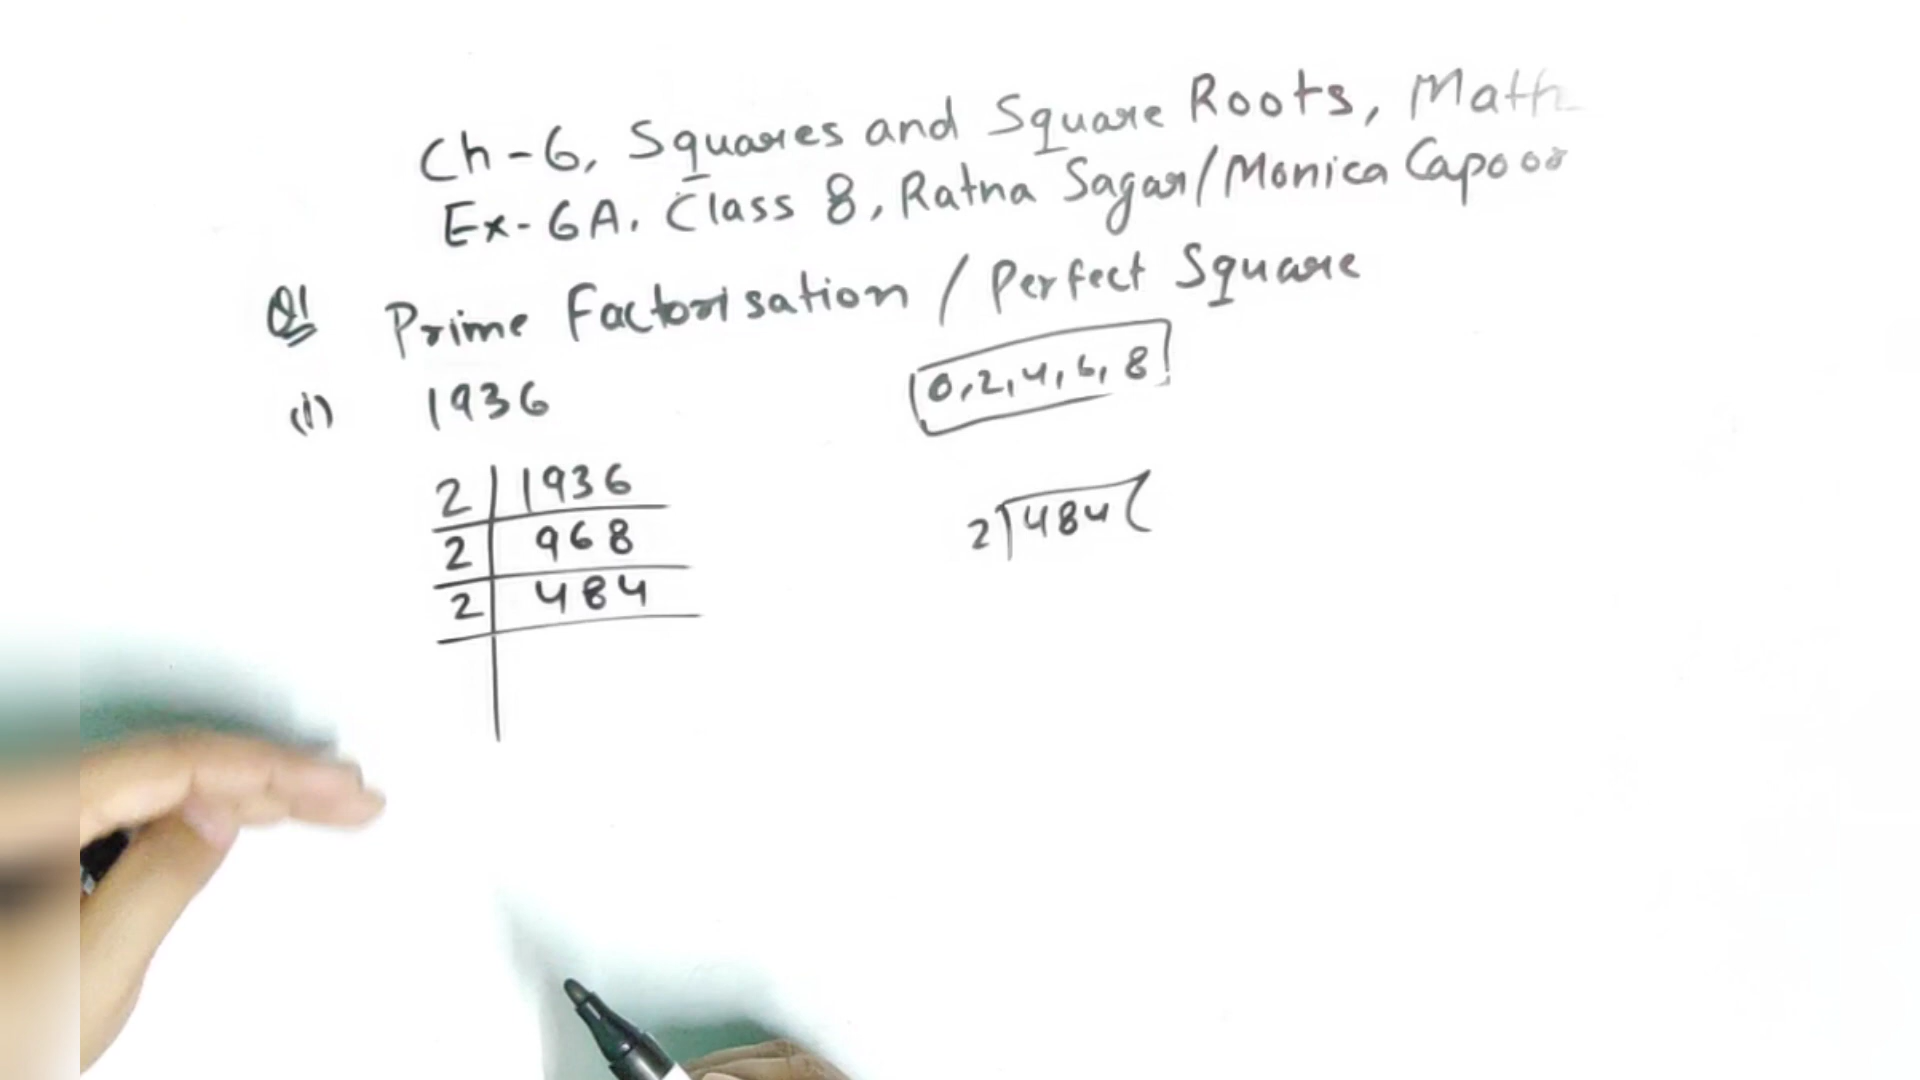 Ch-6, Squares and Square Roots, Math
Ex-6A, Class 8, Ratna Sagar/Monica Capoor
Q1 Prime Factorisation / Perfect Square
0,2,4,6,8
(i) 1936
2 | 1936
2 | 968
2 | 484
2)484(